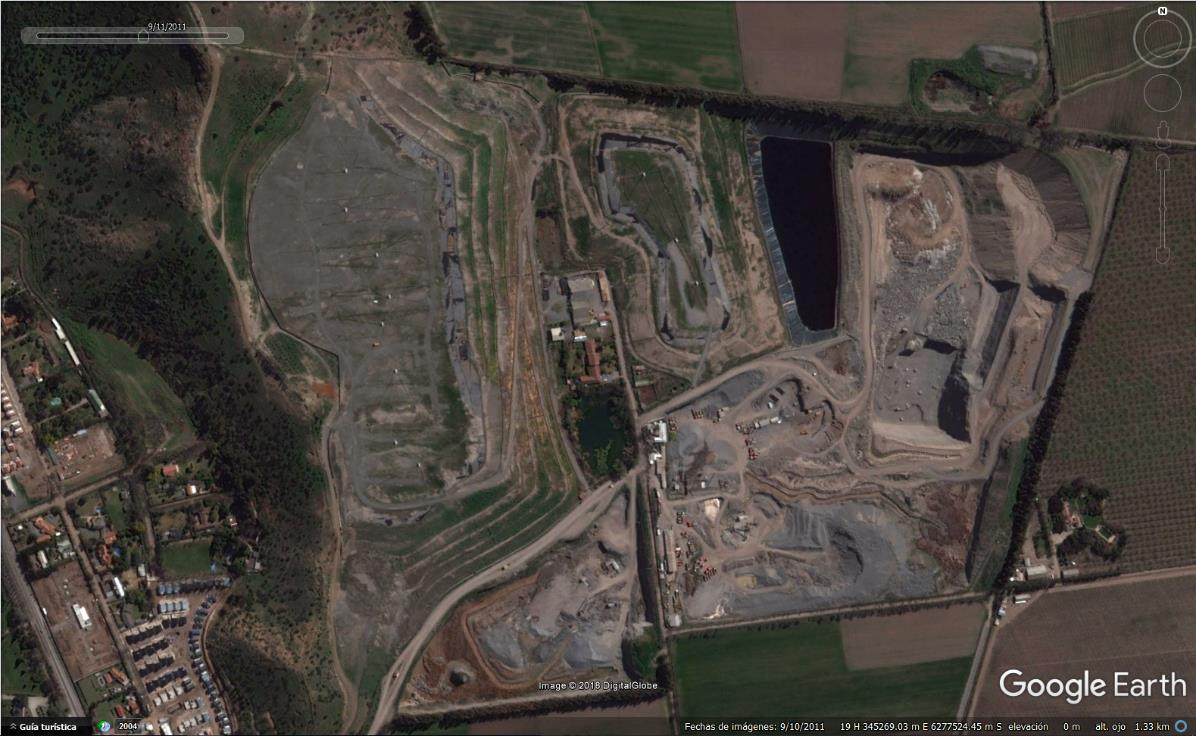 9/11/2011
N
Image © 2018 DigitalGlobe
Google Earth
Guía turística
2004
Fechas de imágenes: 9/10/2011 19 H 345269.03 m E 6277524.45 m S elevación 0 m alt. ojo 1.33 km